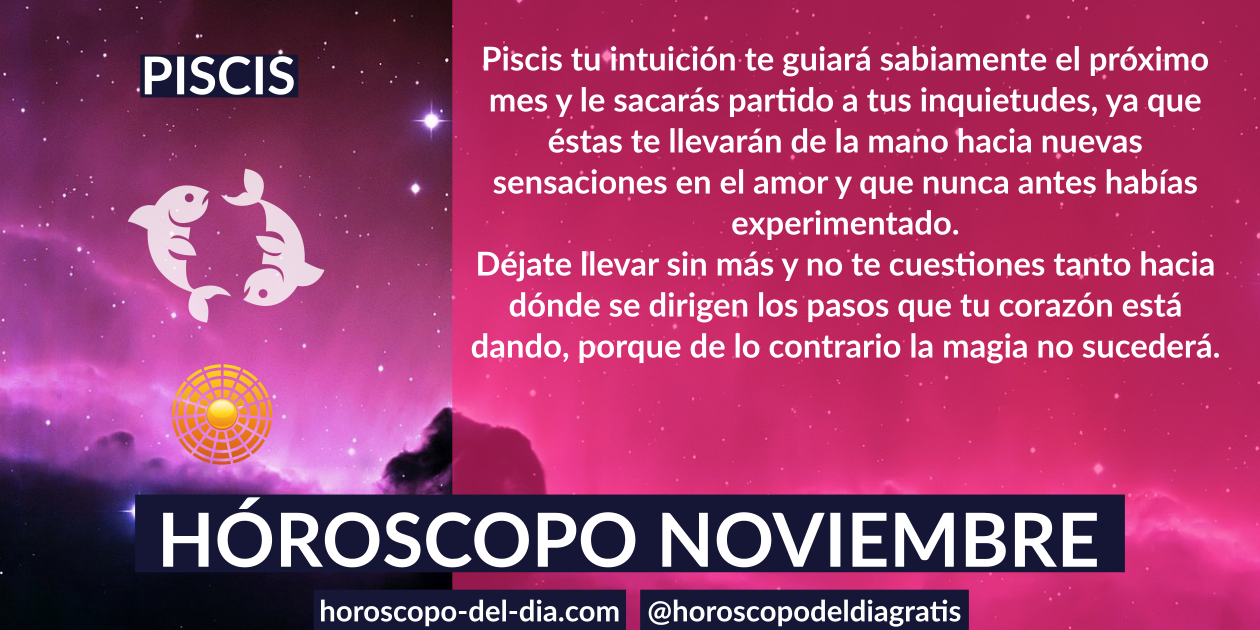 PISCIS
Piscis tu intuición te guiará sabiamente el próximo
mes y le sacarás partido a tus inquietudes, ya que
éstas te llevarán de la mano hacia nuevas
sensaciones en el amor y que nunca antes habías
experimentado.
Déjate llevar sin más y no te cuestiones tanto hacia
dónde se dirigen los pasos que tu corazón está
dando, porque de lo contrario la magia no sucederá.
HÓROSCOPO NOVIEMBRE
horoscopo-del-dia.com
@horoscopodeldiagratis